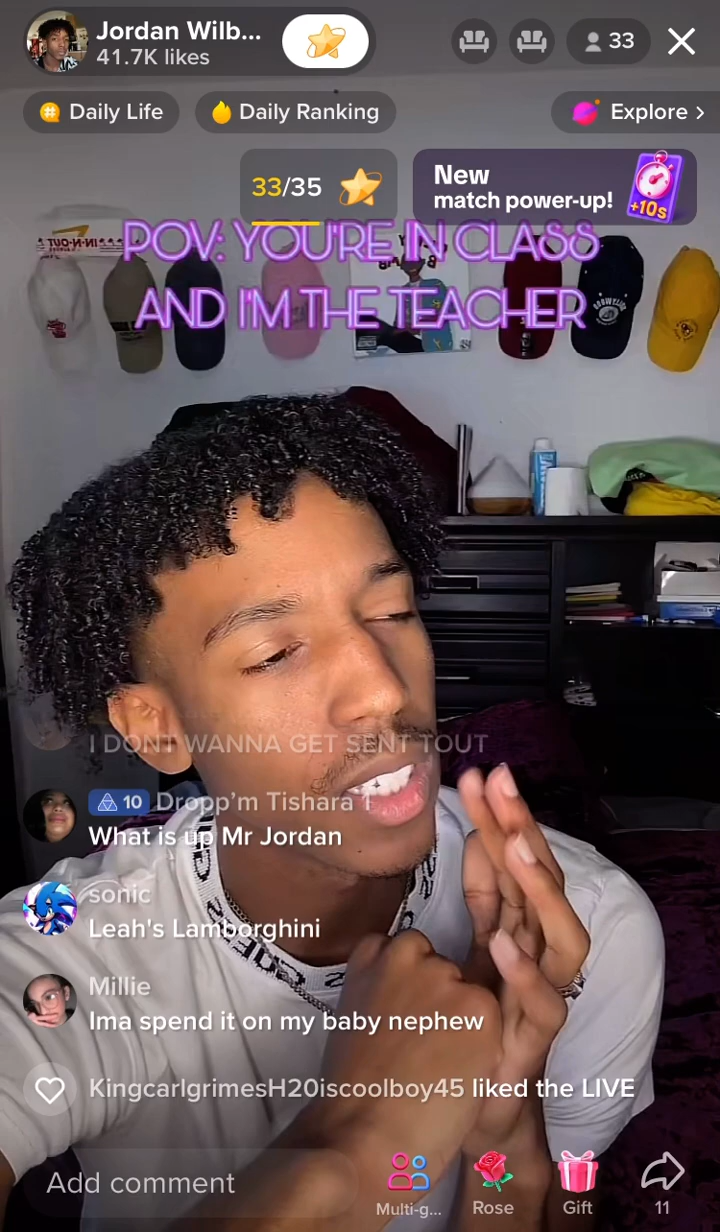 Jordan Wilb...
41.7K likes
33
Daily Life
Daily Ranking
Explore >
33/35
New
match power-up!
+10s
IN-N-OUT
POV: YOU'RE IN CLASS
AND I'M THE TEACHER
I DONT WANNA GET SENT TOUT
10 Dropp'm Tishara
What is up Mr Jordan
sonic
Leah's Lamborghini
Millie
Ima spend it on my baby nephew
KingcarlgrimesH20iscoolboy45 liked the LIVE
Add comment
Multi-g...
Rose
Gift
11